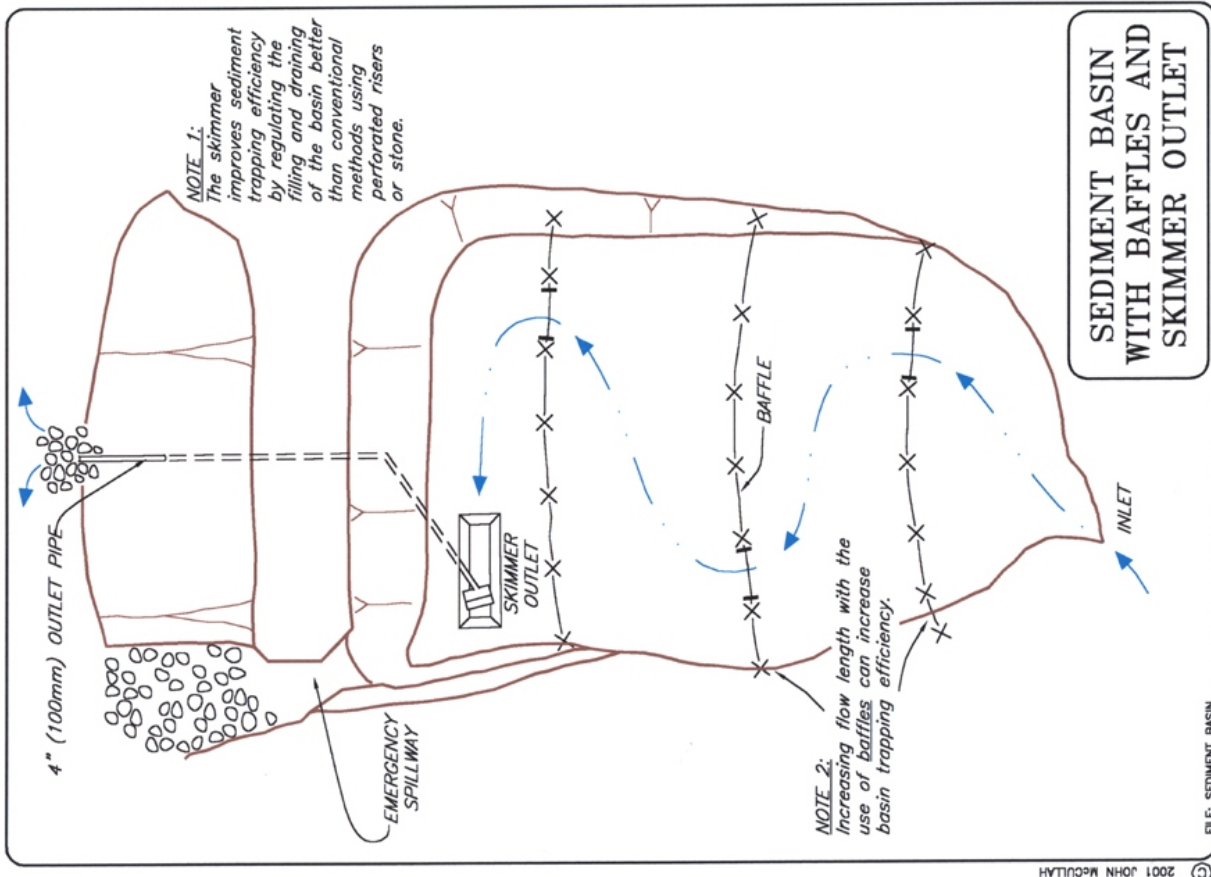 NOTE 1:
The skimmer
improves sediment
trapping efficiency
by regulating the
filling and draining
of the basin better
than conventional
methods using
perforated risers
or stone.
4" (100mm) OUTLET PIPE
EMERGENCY
SPILLWAY
SKIMMER
OUTLET
BAFFLE
INLET
NOTE 2:
Increasing flow length with the
use of baffles can increase
basin trapping efficiency.
SEDIMENT BASIN
WITH BAFFLES AND
SKIMMER OUTLET
© 2001 JOHN McCULLAH
FILE: SEDIMENT BASIN